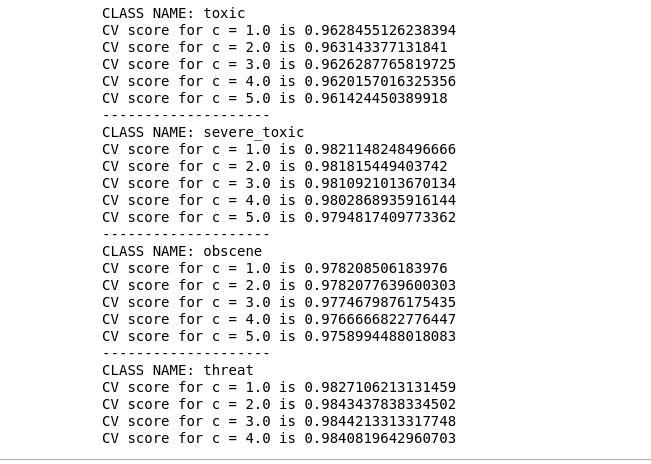 CLASS NAME: toxic
CV score for c = 1.0 is 0.9628455126238394
CV score for c = 2.0 is 0.963143377131841
CV score for c = 3.0 is 0.9626287765819725
CV score for c = 4.0 is 0.9620157016325356
CV score for c = 5.0 is 0.961424450389918
--------------------
CLASS NAME: severe_toxic
CV score for c = 1.0 is 0.9821148248496666
CV score for c = 2.0 is 0.981815449403742
CV score for c = 3.0 is 0.9810921013670134
CV score for c = 4.0 is 0.9802868935916144
CV score for c = 5.0 is 0.9794817409773362
--------------------
CLASS NAME: obscene
CV score for c = 1.0 is 0.978208506183976
CV score for c = 2.0 is 0.9782077639600303
CV score for c = 3.0 is 0.9774679876175435
CV score for c = 4.0 is 0.9766666822776447
CV score for c = 5.0 is 0.9758994488018083
--------------------
CLASS NAME: threat
CV score for c = 1.0 is 0.9827106213131459
CV score for c = 2.0 is 0.9843437838334502
CV score for c = 3.0 is 0.9844213313317748
CV score for c = 4.0 is 0.9840819642960703